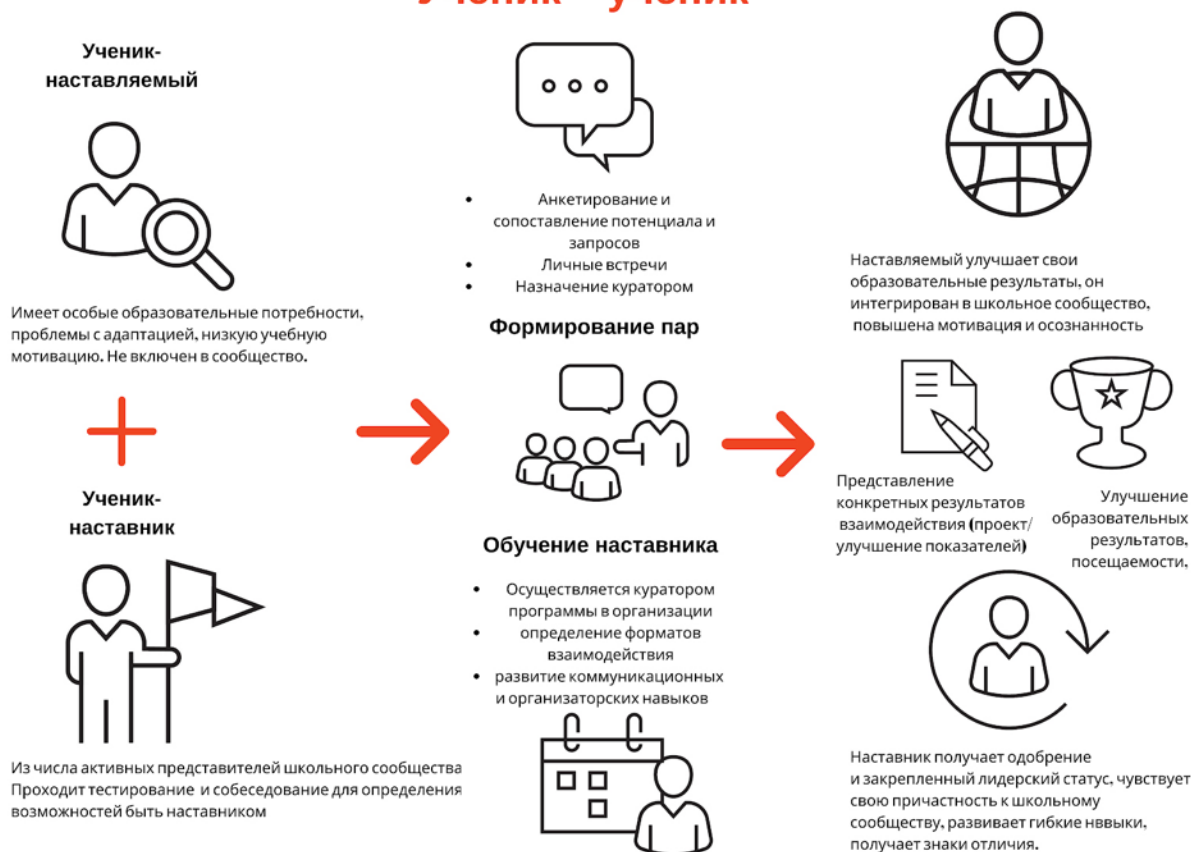 Ученик – ученик
Ученик-
наставляемый
Имеет особые образовательные потребности,
проблемы с адаптацией, низкую учебную
мотивацию. Не включен в сообщество.
Ученик-
наставник
Из числа активных представителей школьного сообщества
Проходит тестирование и собеседование для определения
возможностей быть наставником
• Анкетирование и
сопоставление потенциала и
запросов
• Личные встречи
• Назначение куратором
Формирование пар
Обучение наставника
• Осуществляется куратором
программы в организации
• определение форматов
взаимодействия
• развитие коммуникационных
и организаторских навыков
Наставляемый улучшает свои
образовательные результаты, он
интегрирован в школьное сообщество,
повышена мотивация и осознанность
Представление
конкретных результатов
взаимодействия (проект/
улучшение показателей)
Улучшение
образовательных
результатов,
посещаемости,
Наставник получает одобрение
и закрепленный лидерский статус, чувствует
свою причастность к школьному
сообществу, развивает гибкие нввыки,
получает знаки отличия.